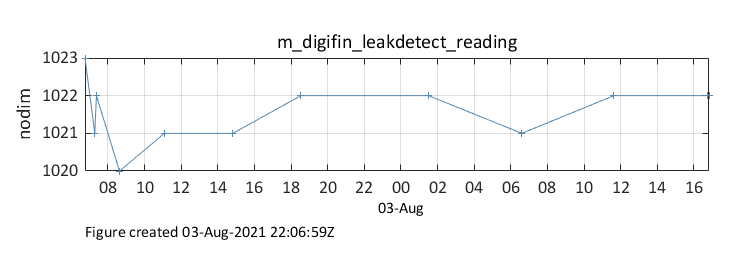 m_digifin_leakdetect_reading
1023
1022
1021
1020
nodim
08 10 12 14 16 18 20 22 00 02 04 06 08 10 12 14 16
03-Aug
Figure created 03-Aug-2021 22:06:59Z